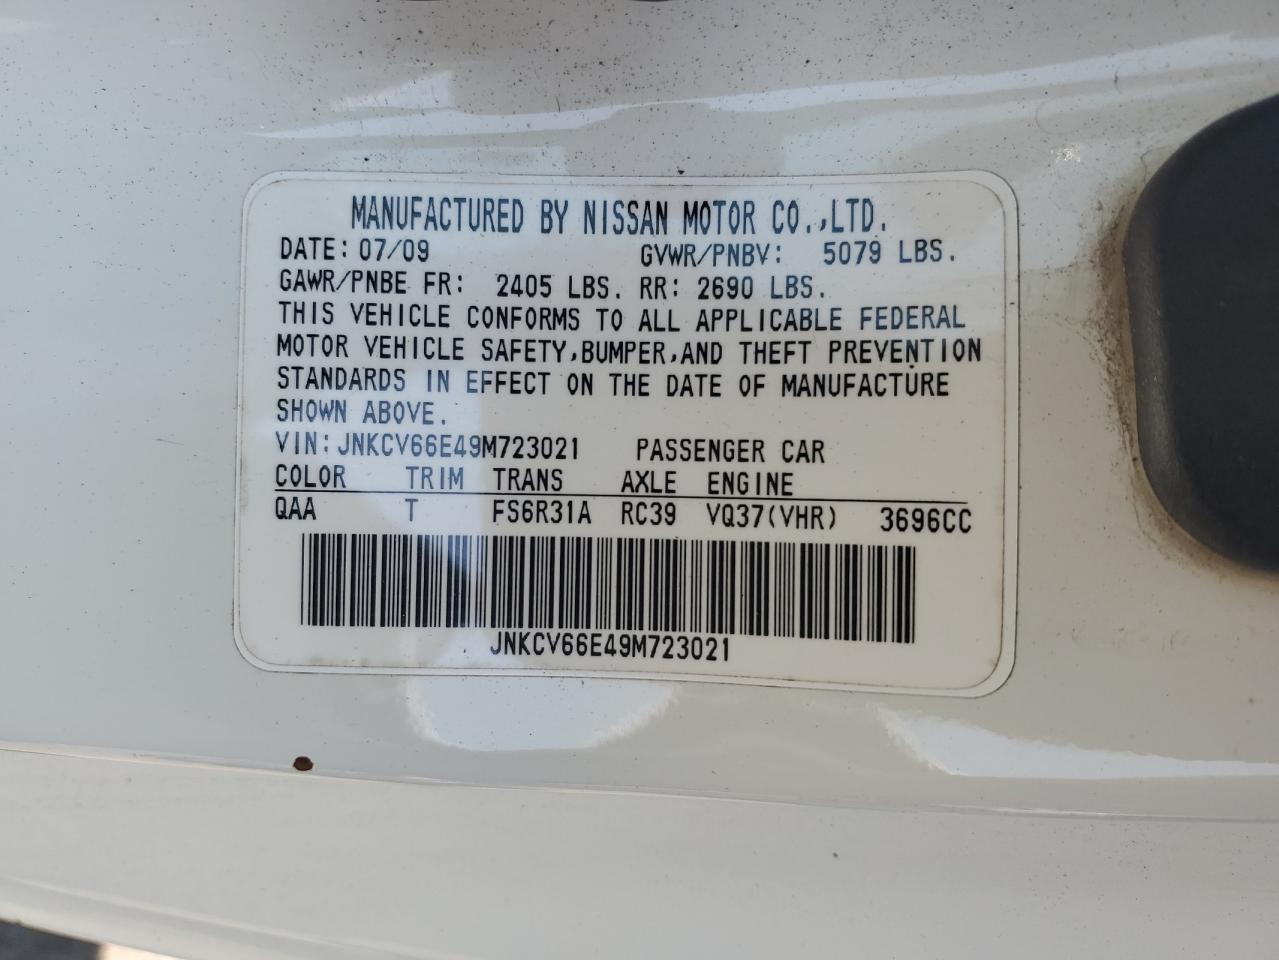 MANUFACTURED BY NISSAN MOTOR CO.,LTD.
DATE: 07/09 GVWR/PNBV: 5079 LBS.
GAWR/PNBE FR: 2405 LBS. RR: 2690 LBS.
THIS VEHICLE CONFORMS TO ALL APPLICABLE FEDERAL
MOTOR VEHICLE SAFETY,BUMPER,AND THEFT PREVENTION
STANDARDS IN EFFECT ON THE DATE OF MANUFACTURE
SHOWN ABOVE.
VIN:JNKCV66E49M723021 PASSENGER CAR
COLOR TRIM TRANS AXLE ENGINE
QAA T FS6R31A RC39 VQ37(VHR) 3696CC
JNKCV66E49M723021